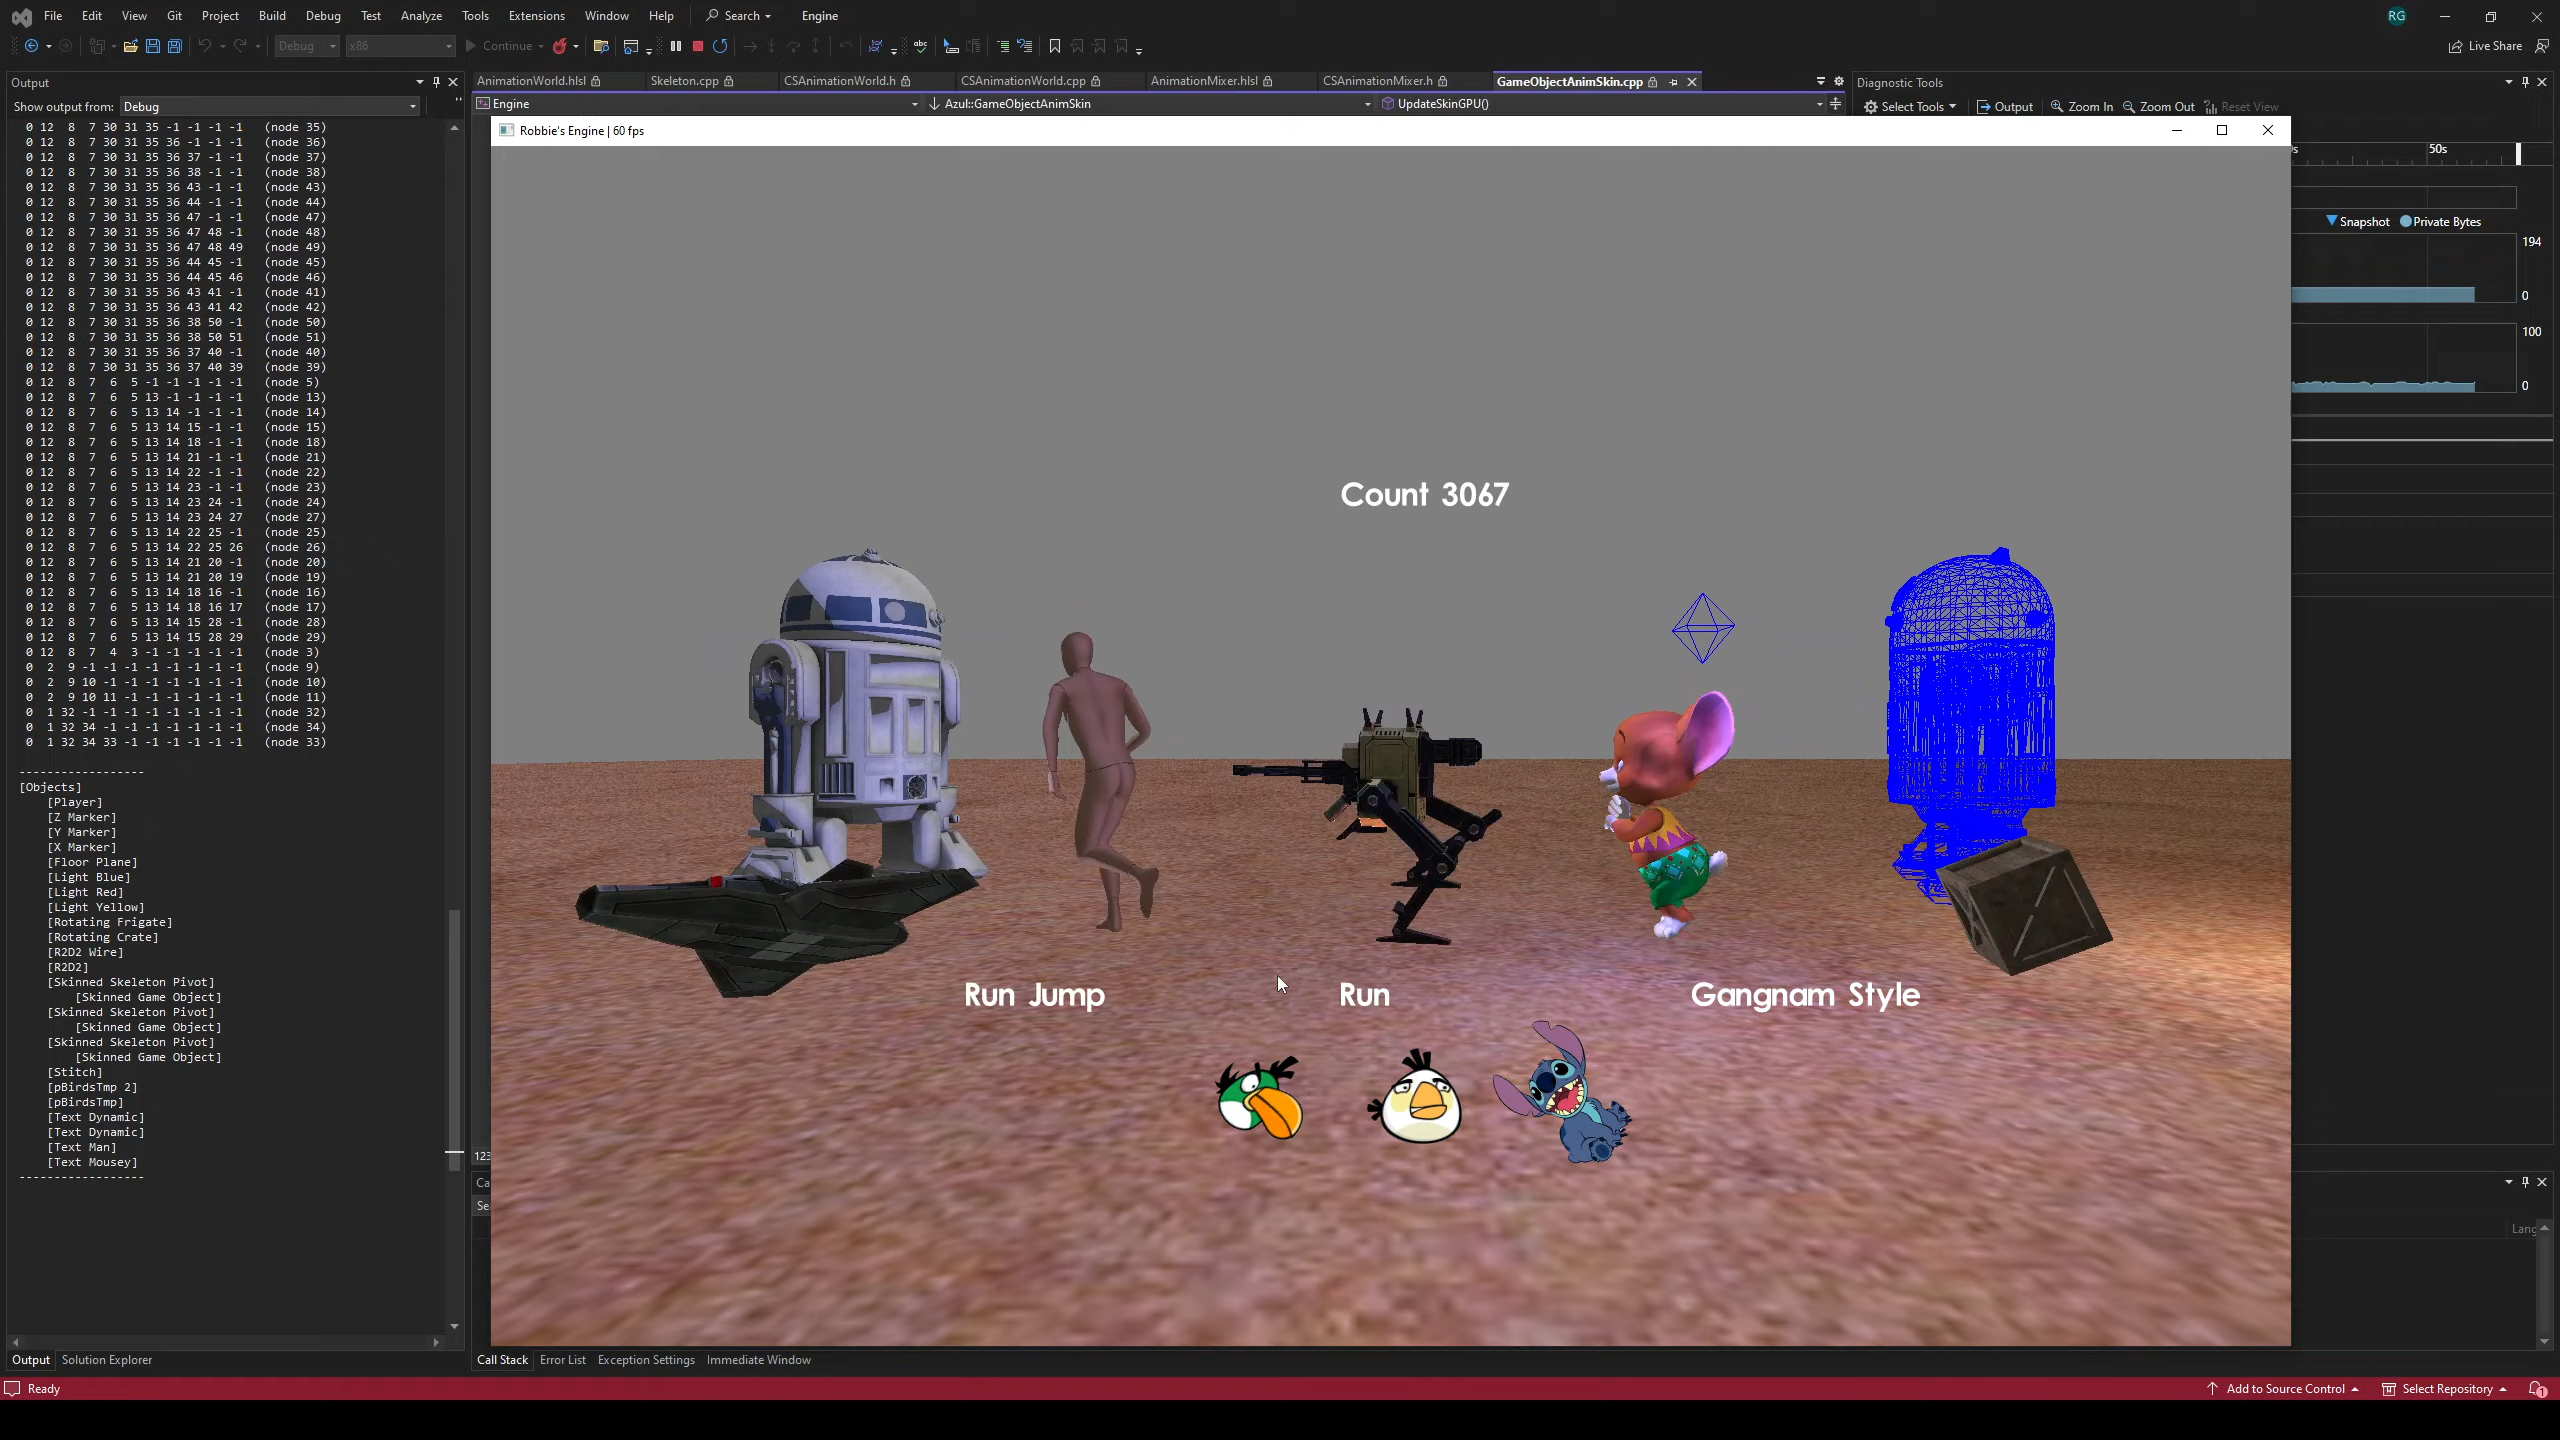 File Edit View Git Project Build Debug Test Analyze Tools Extensions Window Help Search Engine RG
Debug x86 Continue Live Share
Output
Show output from: Debug
0 12 8 7 30 31 35 -1 -1 -1 -1 (node 35)
0 12 8 7 30 31 35 36 -1 -1 -1 (node 36)
0 12 8 7 30 31 35 36 37 -1 -1 (node 37)
0 12 8 7 30 31 35 36 38 -1 -1 (node 38)
0 12 8 7 30 31 35 36 43 -1 -1 (node 43)
0 12 8 7 30 31 35 36 44 -1 -1 (node 44)
0 12 8 7 30 31 35 36 47 -1 -1 (node 47)
0 12 8 7 30 31 35 36 47 48 -1 (node 48)
0 12 8 7 30 31 35 36 47 48 49 (node 49)
0 12 8 7 30 31 35 36 44 45 -1 (node 45)
0 12 8 7 30 31 35 36 44 45 46 (node 46)
0 12 8 7 30 31 35 36 43 41 -1 (node 41)
0 12 8 7 30 31 35 36 43 41 42 (node 42)
0 12 8 7 30 31 35 36 38 50 -1 (node 50)
0 12 8 7 30 31 35 36 38 50 51 (node 51)
0 12 8 7 30 31 35 36 37 40 -1 (node 40)
0 12 8 7 30 31 35 36 37 40 39 (node 39)
0 12 8 7 6 5 -1 -1 -1 -1 -1 (node 5)
0 12 8 7 6 5 13 -1 -1 -1 -1 (node 13)
0 12 8 7 6 5 13 14 -1 -1 -1 (node 14)
0 12 8 7 6 5 13 14 15 -1 -1 (node 15)
0 12 8 7 6 5 13 14 18 -1 -1 (node 18)
0 12 8 7 6 5 13 14 21 -1 -1 (node 21)
0 12 8 7 6 5 13 14 22 -1 -1 (node 22)
0 12 8 7 6 5 13 14 23 -1 -1 (node 23)
0 12 8 7 6 5 13 14 23 24 -1 (node 24)
0 12 8 7 6 5 13 14 23 24 27 (node 27)
0 12 8 7 6 5 13 14 22 25 -1 (node 25)
0 12 8 7 6 5 13 14 22 25 26 (node 26)
0 12 8 7 6 5 13 14 21 20 -1 (node 20)
0 12 8 7 6 5 13 14 21 20 19 (node 19)
0 12 8 7 6 5 13 14 18 16 -1 (node 16)
0 12 8 7 6 5 13 14 18 16 17 (node 17)
0 12 8 7 6 5 13 14 15 28 -1 (node 28)
0 12 8 7 6 5 13 14 15 28 29 (node 29)
0 12 8 7 4 3 -1 -1 -1 -1 -1 (node 3)
0 2 9 -1 -1 -1 -1 -1 -1 -1 -1 (node 9)
0 2 9 10 -1 -1 -1 -1 -1 -1 -1 (node 10)
0 2 9 10 11 -1 -1 -1 -1 -1 -1 (node 11)
0 1 32 -1 -1 -1 -1 -1 -1 -1 -1 (node 32)
0 1 32 34 -1 -1 -1 -1 -1 -1 -1 (node 34)
0 1 32 34 33 -1 -1 -1 -1 -1 -1 (node 33)
------------------
[Objects]
[Player]
[Z Marker]
[Y Marker]
[X Marker]
[Floor Plane]
[Light Blue]
[Light Red]
[Light Yellow]
[Rotating Frigate]
[Rotating Crate]
[R2D2 Wire]
[R2D2]
[Skinned Skeleton Pivot]
[Skinned Game Object]
[Skinned Skeleton Pivot]
[Skinned Game Object]
[Skinned Skeleton Pivot]
[Skinned Game Object]
[Stitch]
[pBirdsTmp 2]
[pBirdsTmp]
[Text Dynamic]
[Text Dynamic]
[Text Man]
[Text Mousey]
------------------
Output Solution Explorer
AnimationWorld.hlsl Skeleton.cpp CSAnimationWorld.h CSAnimationWorld.cpp AnimationMixer.hlsl CSAnimationMixer.h GameObjectAnimSkin.cpp
Engine Azul::GameObjectAnimSkin UpdateSkinGPU()
Robbie's Engine | 60 fps
Count 3067
Run Jump Run Gangnam Style
123
Ca
Se
Call Stack Error List Exception Settings Immediate Window
Diagnostic Tools
Select Tools Output Zoom In Zoom Out Reset View
s 50s
Snapshot Private Bytes
194
0
100
0
Lang
Ready Add to Source Control Select Repository 1